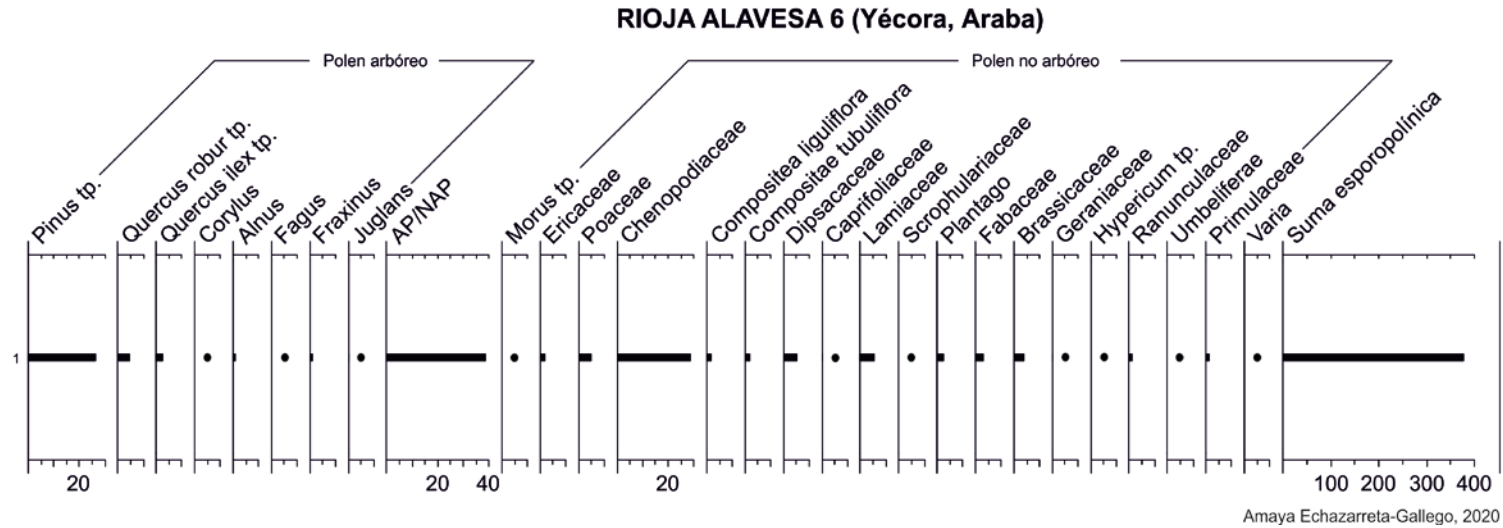 RIOJA ALAVESA 6 (Yécora, Araba)
Polen arbóreo
Polen no arbóreo
Pinus tp.
Quercus robur tp.
Quercus ilex tp.
Corylus
Alnus
Fagus
Fraxinus
Juglans
AP/NAP
Morus tp.
Ericaceae
Poaceae
Chenopodiaceae
Compositea liguliflora
Compositae tubuliflora
Dipsacaceae
Caprifoliaceae
Lamiaceae
Scrophulariaceae
Plantago
Fabaceae
Brassicaceae
Geraniaceae
Hypericum tp.
Ranunculaceae
Umbeliferae
Primulaceae
Varia
Suma esporopolínica
1
20
20 40
20
100 200 300 400
Amaya Echazarreta-Gallego, 2020